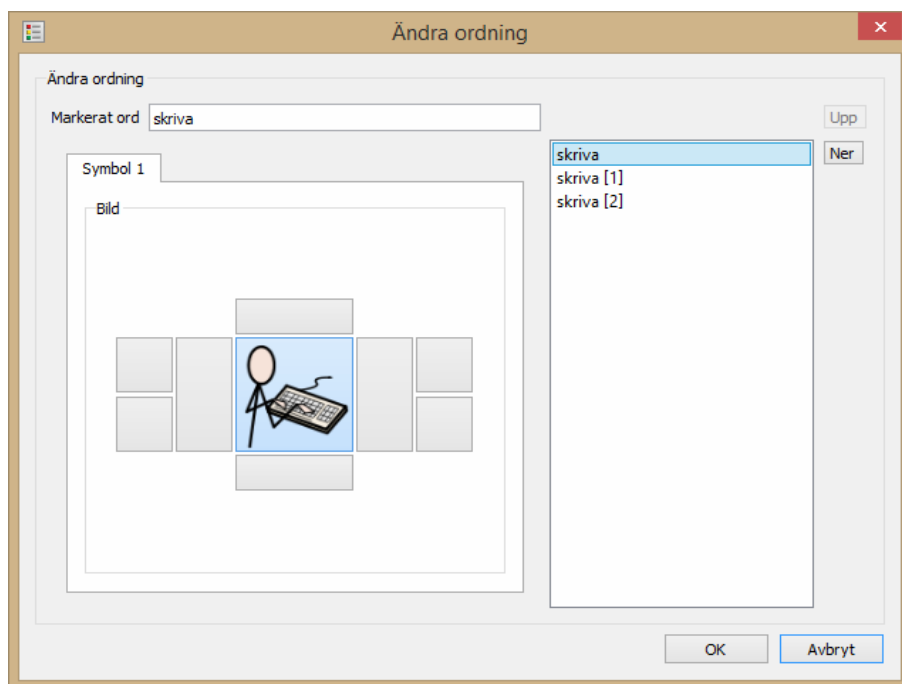 Ändra ordning
Ändra ordning
Markerat ord skriva
Upp
Symbol 1
skriva
Ner
skriva [1]
skriva [2]
Bild
OK
Avbryt